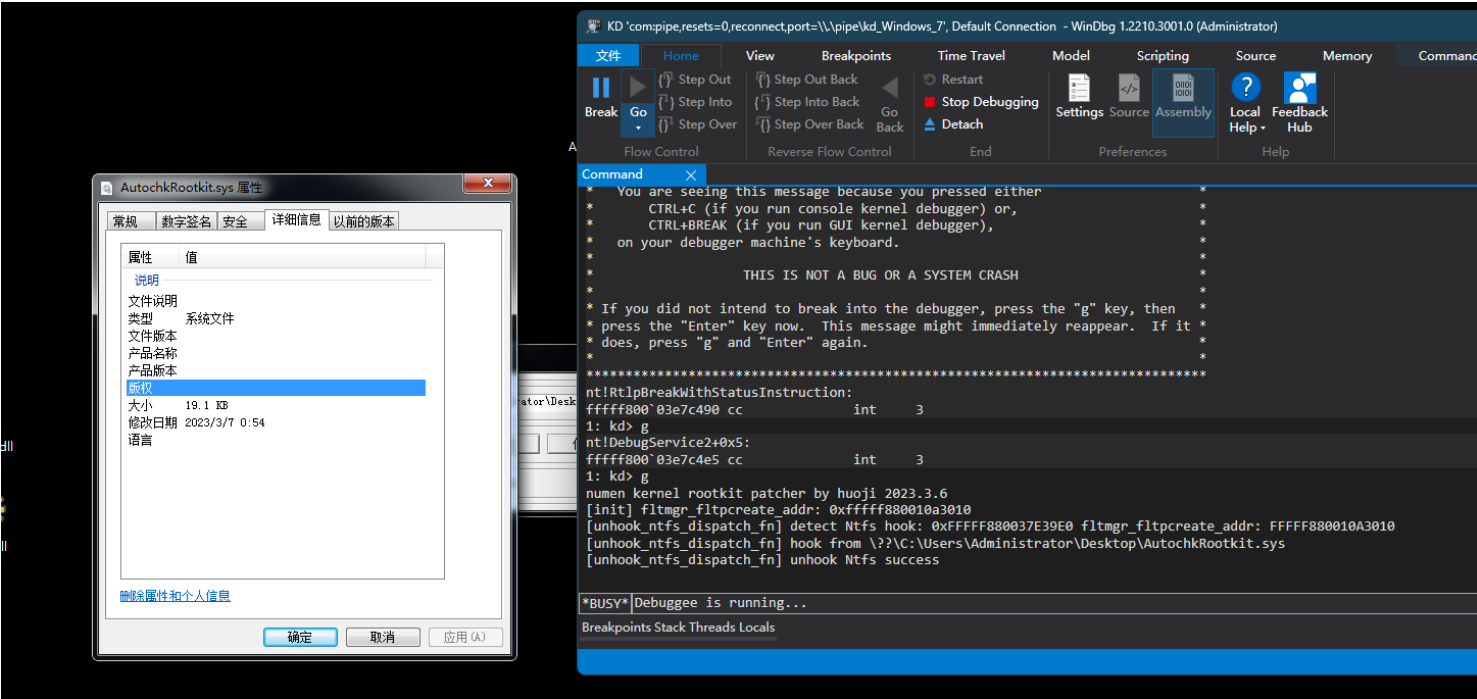 KD 'com:pipe,resets=0,reconnect,port=\\.\pipe\kd_Windows_7', Default Connection - WinDbg 1.2210.3001.0 (Administrator)
文件 Home View Breakpoints Time Travel Model Scripting Source Memory Command
Break
Go
Step Out
Step Into
Step Over
Flow Control
Step Out Back
Step Into Back
Step Over Back
Go Back
Reverse Flow Control
Restart
Stop Debugging
Detach
End
Settings Source Assembly
Preferences
Local Help
Feedback Hub
Help
A
AutochkRootkit.sys 属性
常规 数字签名 安全 详细信息 以前的版本
属性 值
说明
文件说明
类型 系统文件
文件版本
产品名称
产品版本
版权
大小 19.1 KB
修改日期 2023/3/7 0:54
语言
删除属性和个人信息
确定 取消 应用(A)
dll
ator\Desk
Command
* You are seeing this message because you pressed either *
* CTRL+C (if you run console kernel debugger) or, *
* CTRL+BREAK (if you run GUI kernel debugger), *
* on your debugger machine's keyboard. *
* *
* THIS IS NOT A BUG OR A SYSTEM CRASH *
* *
* If you did not intend to break into the debugger, press the "g" key, then *
* press the "Enter" key now. This message might immediately reappear. If it *
* does, press "g" and "Enter" again. *
* *
*******************************************************************************
nt!RtlpBreakWithStatusInstruction:
fffff800`03e7c490 cc int 3
1: kd> g
nt!DebugService2+0x5:
fffff800`03e7c4e5 cc int 3
1: kd> g
numen kernel rootkit patcher by huoji 2023.3.6
[init] fltmgr_fltpcreate_addr: 0xfffff880010a3010
[unhook_ntfs_dispatch_fn] detect Ntfs hook: 0xFFFFF880037E39E0 fltmgr_fltpcreate_addr: FFFFF880010A3010
[unhook_ntfs_dispatch_fn] hook from \??\C:\Users\Administrator\Desktop\AutochkRootkit.sys
[unhook_ntfs_dispatch_fn] unhook Ntfs success
*BUSY* Debuggee is running...
Breakpoints Stack Threads Locals